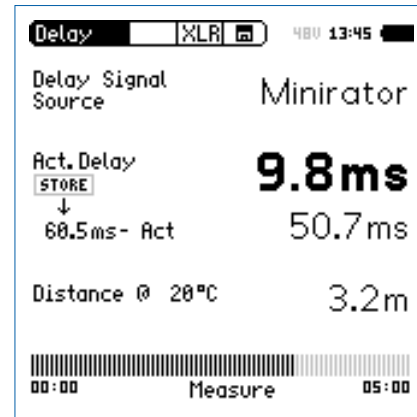 Delay XLR 48V 13:45
Delay Signal
Source
Minirator
Act. Delay
9.8ms
STORE
60.5ms- Act
50.7ms
Distance @ 20°C
3.2m
00:00 Measure 05:00